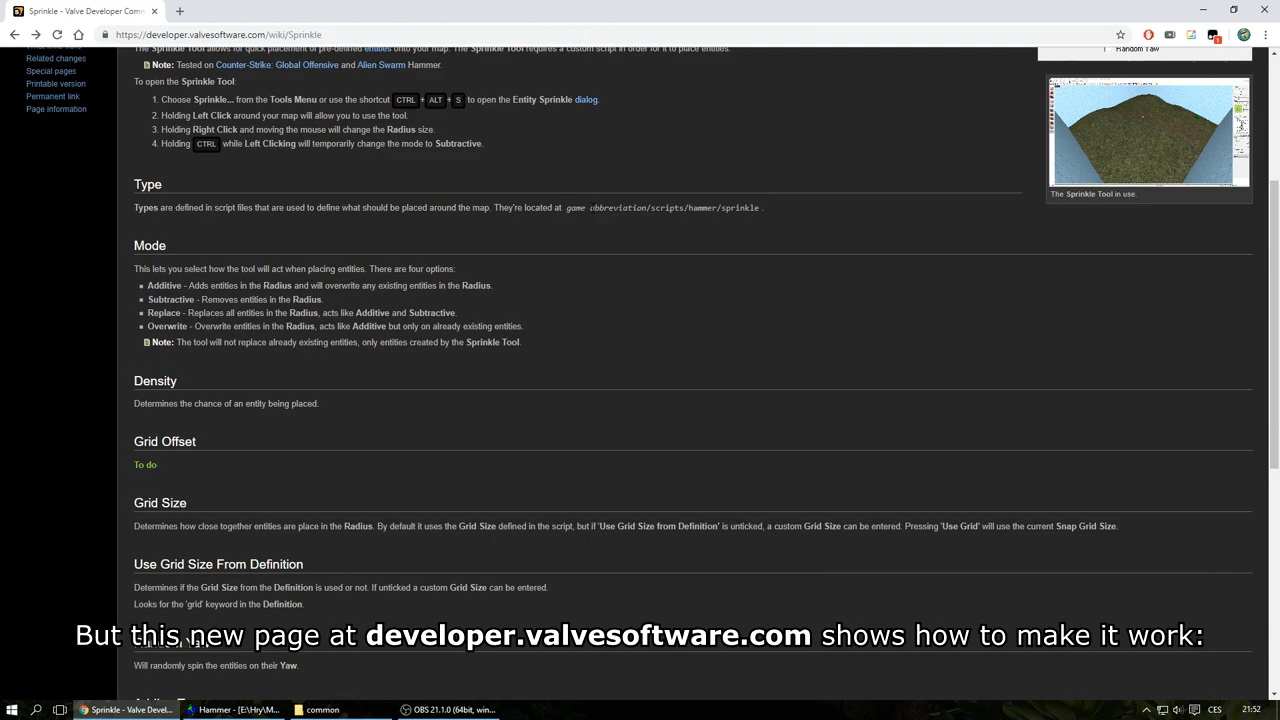 Sprinkle - Valve Developer Com
https://developer.valvesoftware.com/wiki/Sprinkle
1
Related changes
Special pages
Printable version
Permanent link
Page information
The Sprinkle Tool allows for quick placement of pre-defined entities onto your map. The Sprinkle Tool requires a custom script in order for it to place entities.
Random Yaw
Note: Tested on Counter-Strike: Global Offensive and Alien Swarm Hammer.
To open the Sprinkle Tool:
1. Choose Sprinkle... from the Tools Menu or use the shortcut CTRL + ALT + S to open the Entity Sprinkle dialog.
2. Holding Left Click around your map will allow you to use the tool.
3. Holding Right Click and moving the mouse will change the Radius size.
4. Holding CTRL while Left Clicking will temporarily change the mode to Subtractive.
The Sprinkle Tool in use.
Type
Types are defined in script files that are used to define what should be placed around the map. They're located at game abbreviation/scripts/hammer/sprinkle .
Mode
This lets you select how the tool will act when placing entities. There are four options:
Additive - Adds entities in the Radius and will overwrite any existing entities in the Radius.
Subtractive - Removes entities in the Radius.
Replace - Replaces all entities in the Radius, acts like Additive and Subtractive.
Overwrite - Overwrite entities in the Radius, acts like Additive but only on already existing entities.
Note: The tool will not replace already existing entities, only entities created by the Sprinkle Tool.
Density
Determines the chance of an entity being placed.
Grid Offset
To do
Grid Size
Determines how close together entities are place in the Radius. By default it uses the Grid Size defined in the script, but if 'Use Grid Size from Definition' is unticked, a custom Grid Size can be entered. Pressing 'Use Grid' will use the current Snap Grid Size.
Use Grid Size From Definition
Determines if the Grid Size from the Definition is used or not. If unticked a custom Grid Size can be entered.
Looks for the 'grid' keyword in the Definition.
But this new page at developer.valvesoftware.com shows how to make it work:
Will randomly spin the entities on their Yaw.
Sprinkle - Valve Devel...
Hammer - [E:\Hry\M...
common
OBS 21.1.0 (64bit, win...
CES
21:52